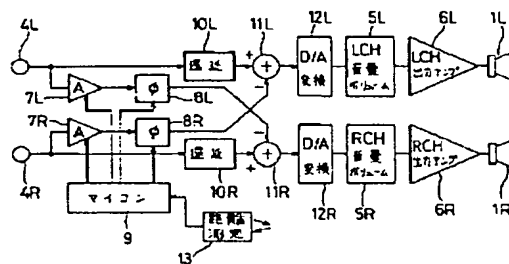 10L 11L 12L 5L 6L 1L
4L
遅延
+
+
-
D/A
変換
LCH
音量
ボリューム
LCH
出力アンプ
A
φ
7L 8L
7R 8R
A
φ
4R
遅延
-
+
+
D/A
変換
RCH
音量
ボリューム
RCH
出力アンプ
10R 11R 12R 5R 6R 1R
マイコン
距離
測定
9 13